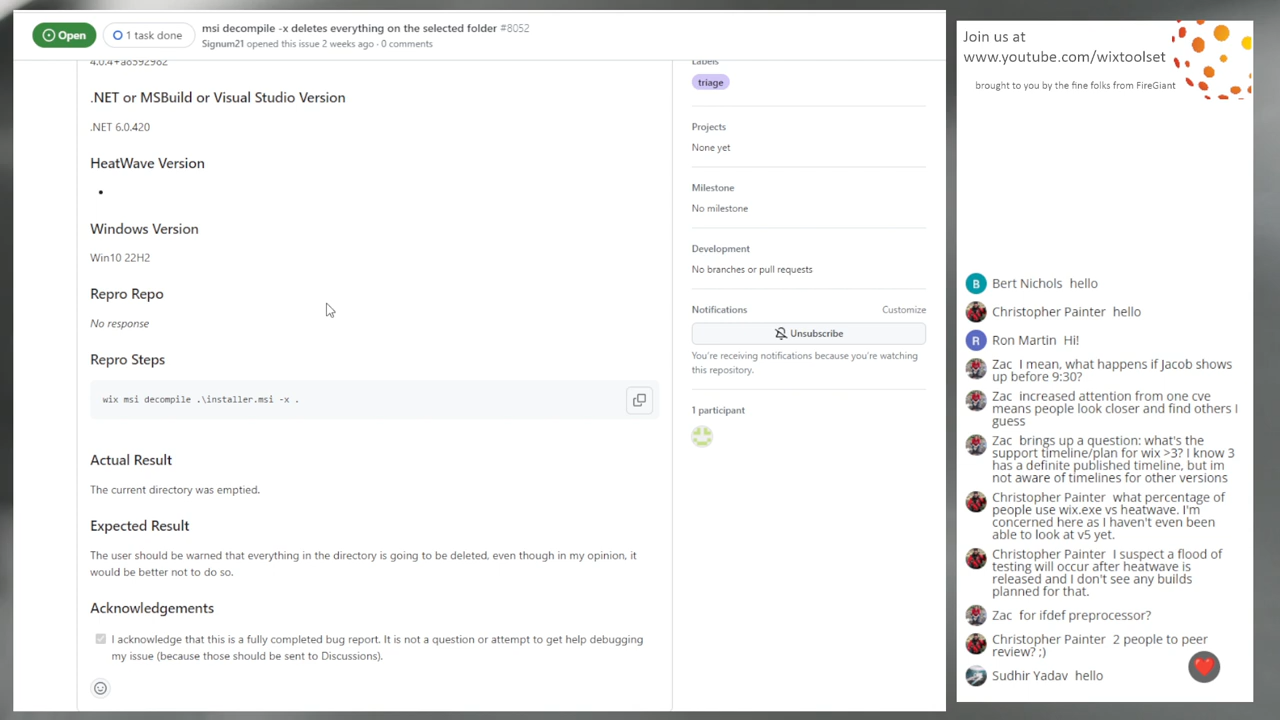 Open
1 task done
msi decompile -x deletes everything on the selected folder #8052
Signum21 opened this issue 2 weeks ago · 0 comments
.NET or MSBuild or Visual Studio Version
.NET 6.0.420
HeatWave Version
•
Windows Version
Win10 22H2
Repro Repo
No response
Repro Steps
wix msi decompile .\installer.msi -x .
Actual Result
The current directory was emptied.
Expected Result
The user should be warned that everything in the directory is going to be deleted, even though in my opinion, it
would be better not to do so.
Acknowledgements
I acknowledge that this is a fully completed bug report. It is not a question or attempt to get help debugging
my issue (because those should be sent to Discussions).
Labels
triage
Projects
None yet
Milestone
No milestone
Development
No branches or pull requests
Notifications
Customize
Unsubscribe
You're receiving notifications because you're watching
this repository.
1 participant
Join us at
www.youtube.com/wixtoolset
brought to you by the fine folks from FireGiant
B
Bert Nichols hello
Christopher Painter hello
R
Ron Martin Hi!
Zac I mean, what happens if Jacob shows
up before 9:30?
Zac increased attention from one cve
means people look closer and find others I
guess
Zac brings up a question: what's the
support timeline/plan for wix >3? I know 3
has a definite published timeline, but im
not aware of timelines for other versions
Christopher Painter what percentage of
people use wix.exe vs heatwave. I'm
concerned here as I haven't even been
able to look at v5 yet.
Christopher Painter I suspect a flood of
testing will occur after heatwave is
released and I don't see any builds
planned for that.
Zac for ifdef preprocessor?
Christopher Painter 2 people to peer
review? ;)
Sudhir Yadav hello